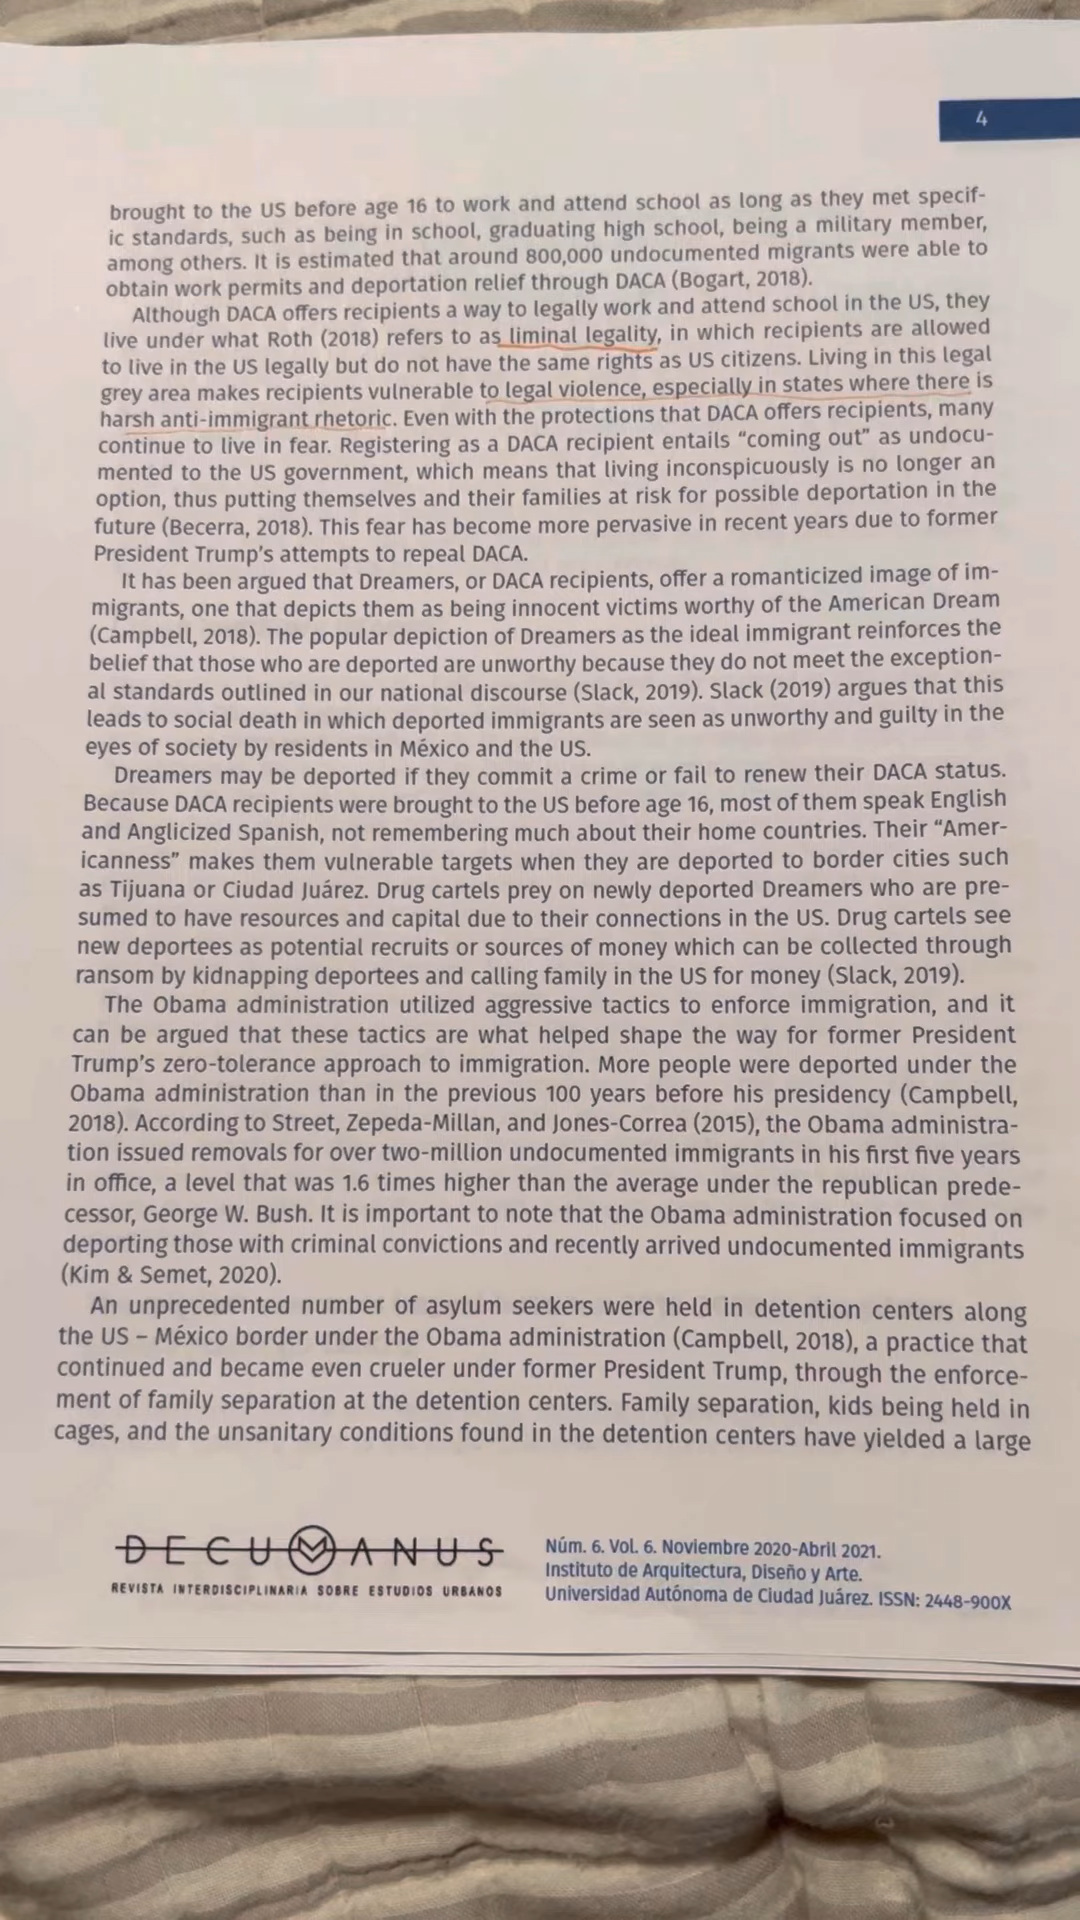 4
brought to the US before age 16 to work and attend school as long as they met specif-
ic standards, such as being in school, graduating high school, being a military member,
among others. It is estimated that around 800,000 undocumented migrants were able to
obtain work permits and deportation relief through DACA (Bogart, 2018).
Although DACA offers recipients a way to legally work and attend school in the US, they
live under what Roth (2018) refers to as liminal legality, in which recipients are allowed
to live in the US legally but do not have the same rights as US citizens. Living in this legal
grey area makes recipients vulnerable to legal violence, especially in states where there is
harsh anti-immigrant rhetoric. Even with the protections that DACA offers recipients, many
continue to live in fear. Registering as a DACA recipient entails “coming out” as undocu-
mented to the US government, which means that living inconspicuously is no longer an
option, thus putting themselves and their families at risk for possible deportation in the
future (Becerra, 2018). This fear has become more pervasive in recent years due to former
President Trump’s attempts to repeal DACA.
It has been argued that Dreamers, or DACA recipients, offer a romanticized image of im-
migrants, one that depicts them as being innocent victims worthy of the American Dream
(Campbell, 2018). The popular depiction of Dreamers as the ideal immigrant reinforces the
belief that those who are deported are unworthy because they do not meet the exception-
al standards outlined in our national discourse (Slack, 2019). Slack (2019) argues that this
leads to social death in which deported immigrants are seen as unworthy and guilty in the
eyes of society by residents in México and the US.
Dreamers may be deported if they commit a crime or fail to renew their DACA status.
Because DACA recipients were brought to the US before age 16, most of them speak English
and Anglicized Spanish, not remembering much about their home countries. Their “Amer-
icanness” makes them vulnerable targets when they are deported to border cities such
as Tijuana or Ciudad Juárez. Drug cartels prey on newly deported Dreamers who are pre-
sumed to have resources and capital due to their connections in the US. Drug cartels see
new deportees as potential recruits or sources of money which can be collected through
ransom by kidnapping deportees and calling family in the US for money (Slack, 2019).
The Obama administration utilized aggressive tactics to enforce immigration, and it
can be argued that these tactics are what helped shape the way for former President
Trump’s zero-tolerance approach to immigration. More people were deported under the
Obama administration than in the previous 100 years before his presidency (Campbell,
2018). According to Street, Zepeda-Millan, and Jones-Correa (2015), the Obama administra-
tion issued removals for over two-million undocumented immigrants in his first five years
in office, a level that was 1.6 times higher than the average under the republican prede-
cessor, George W. Bush. It is important to note that the Obama administration focused on
deporting those with criminal convictions and recently arrived undocumented immigrants
(Kim & Semet, 2020).
An unprecedented number of asylum seekers were held in detention centers along
the US – México border under the Obama administration (Campbell, 2018), a practice that
continued and became even crueler under former President Trump, through the enforce-
ment of family separation at the detention centers. Family separation, kids being held in
cages, and the unsanitary conditions found in the detention centers have yielded a large
DECUMANUS
REVISTA INTERDISCIPLINARIA SOBRE ESTUDIOS URBANOS
Núm. 6. Vol. 6. Noviembre 2020-Abril 2021.
Instituto de Arquitectura, Diseño y Arte.
Universidad Autónoma de Ciudad Juárez. ISSN: 2448-900X